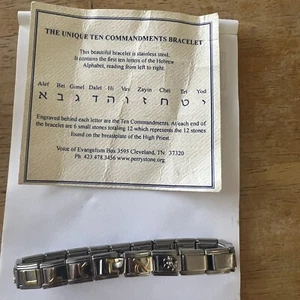 THE UNIQUE TEN COMMANDMENTS BRACELET
This beautiful bracelet is stainless steel.
It contains the first ten letters of the Hebrew
Alphabet, reading from left to right.
Alef Bet Gimel Dalet Hei Vav Zayin Chet Tet Yod
י ט ח ז ו ה ד ג ב א
Engraved behind each letter are the Ten Commandments. At each end of
the bracelet are 6 small stones totaling 12 which represents the 12 stones
found on the breastplate of the High Priest.
Voice of Evangelism Box 3595 Cleveland, TN 37320
Ph. 423.478.3456 www.perrystone.org